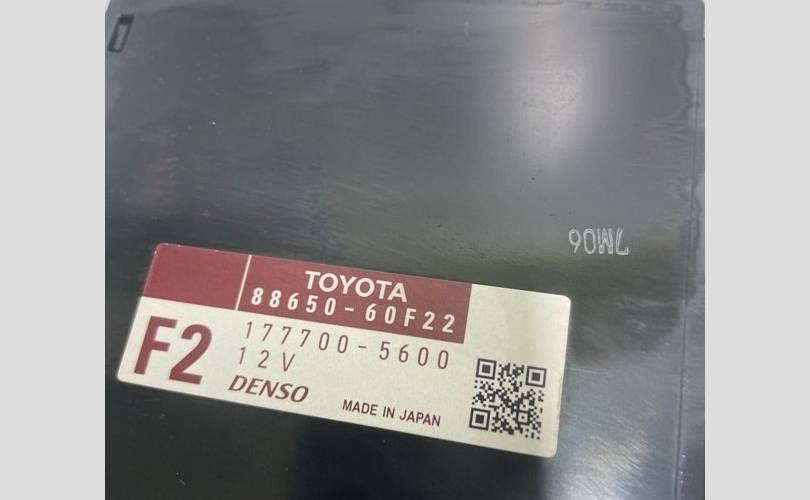 90WL
TOYOTA
88650-60F22
F2
177700-5600
12V
DENSO
MADE IN JAPAN